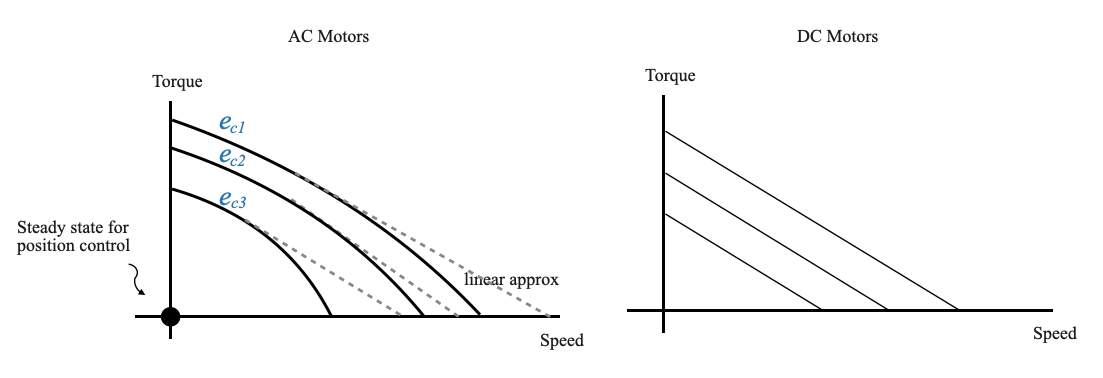 AC Motors
Torque
e_c1
e_c2
e_c3
Steady state for
position control
linear approx
Speed
DC Motors
Torque
Speed